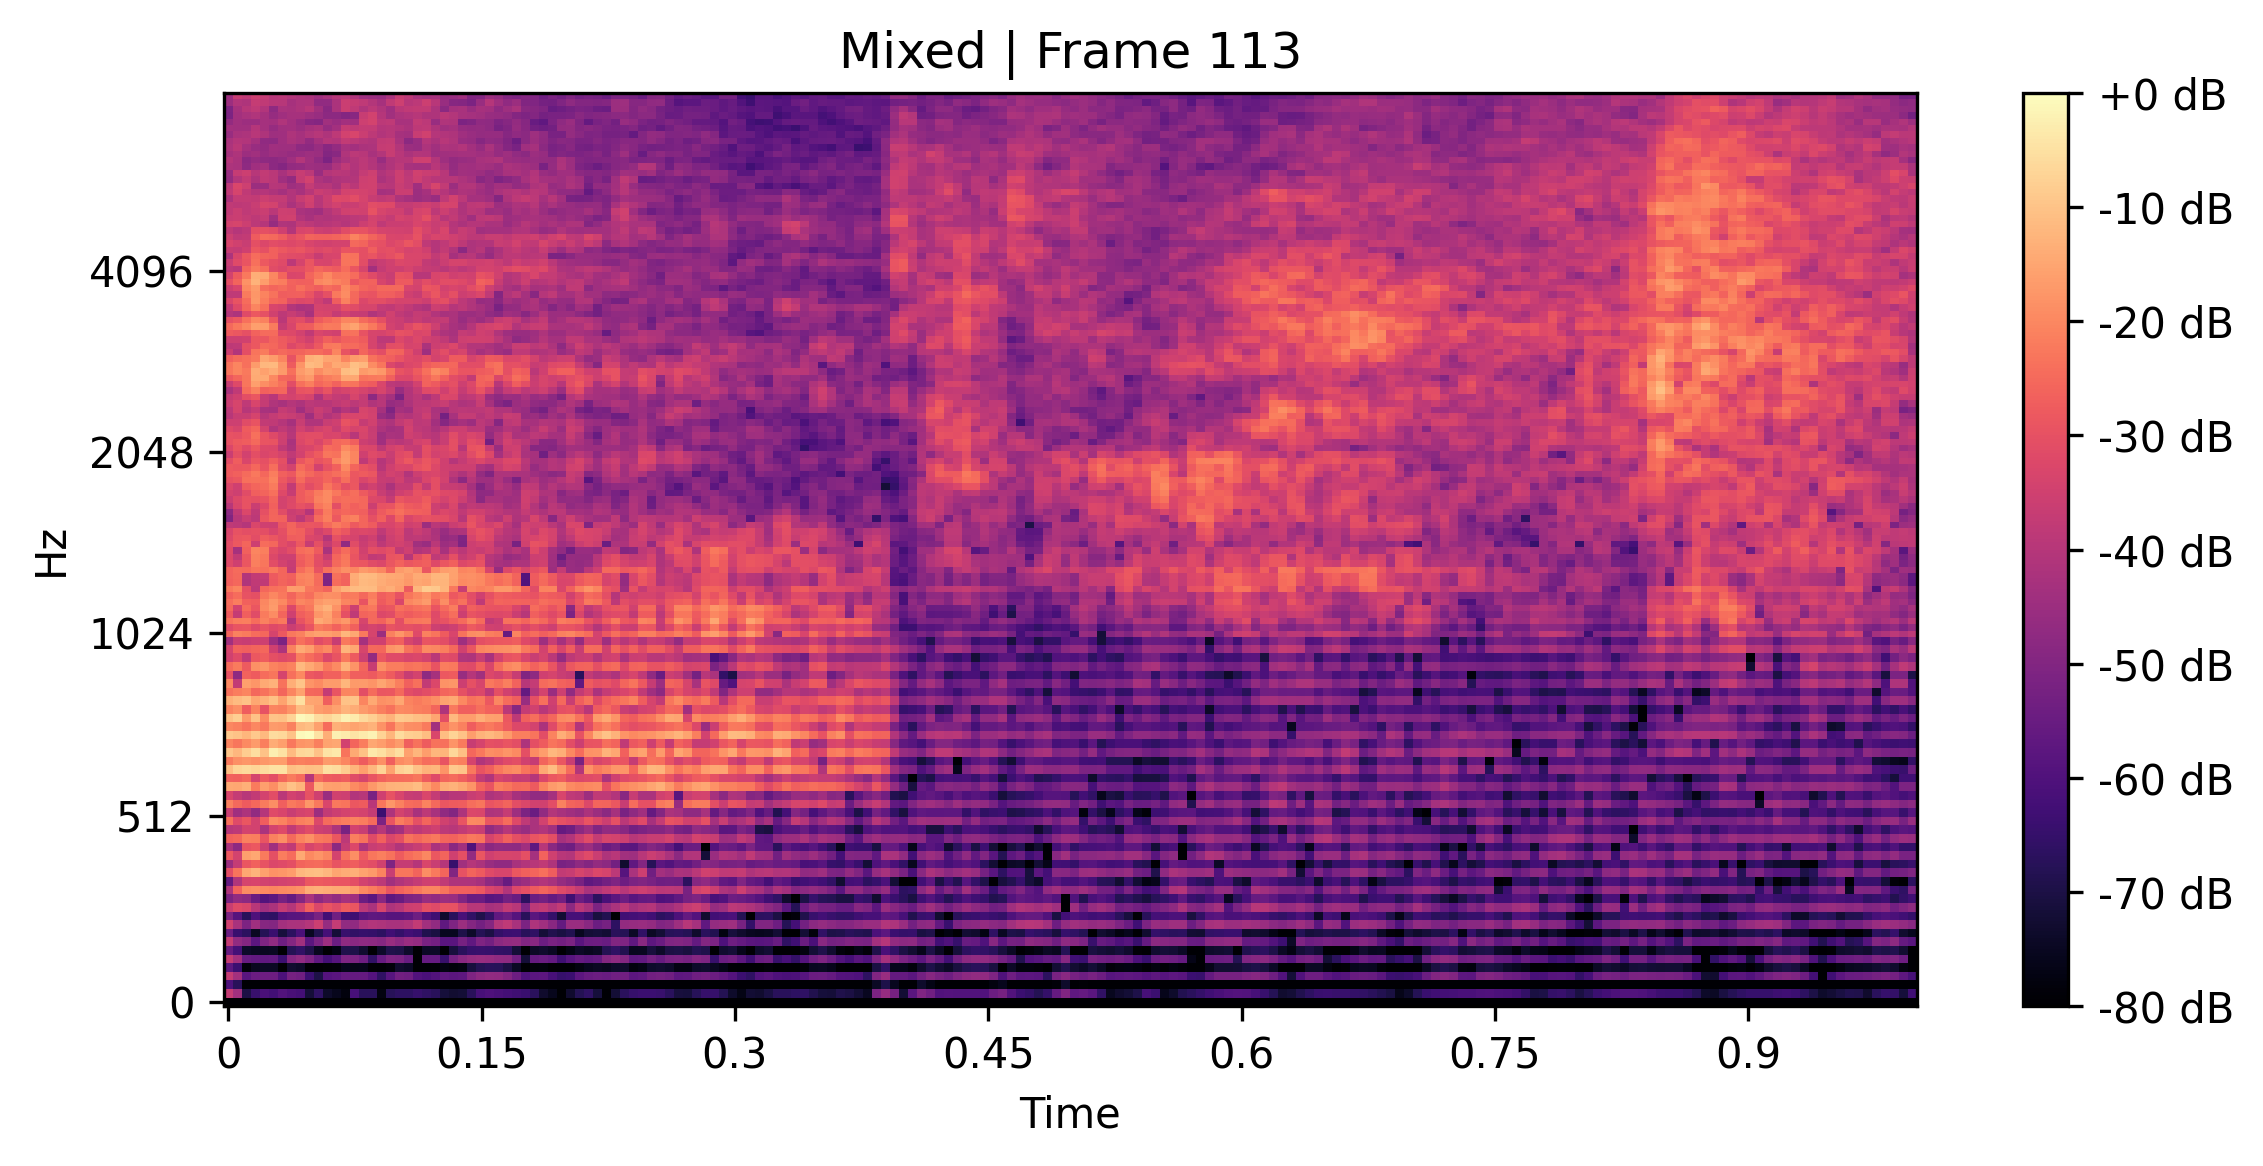 Mixed | Frame 113
Hz
4096
2048
1024
512
0
0 0.15 0.3 0.45 0.6 0.75 0.9
Time
+0 dB
-10 dB
-20 dB
-30 dB
-40 dB
-50 dB
-60 dB
-70 dB
-80 dB